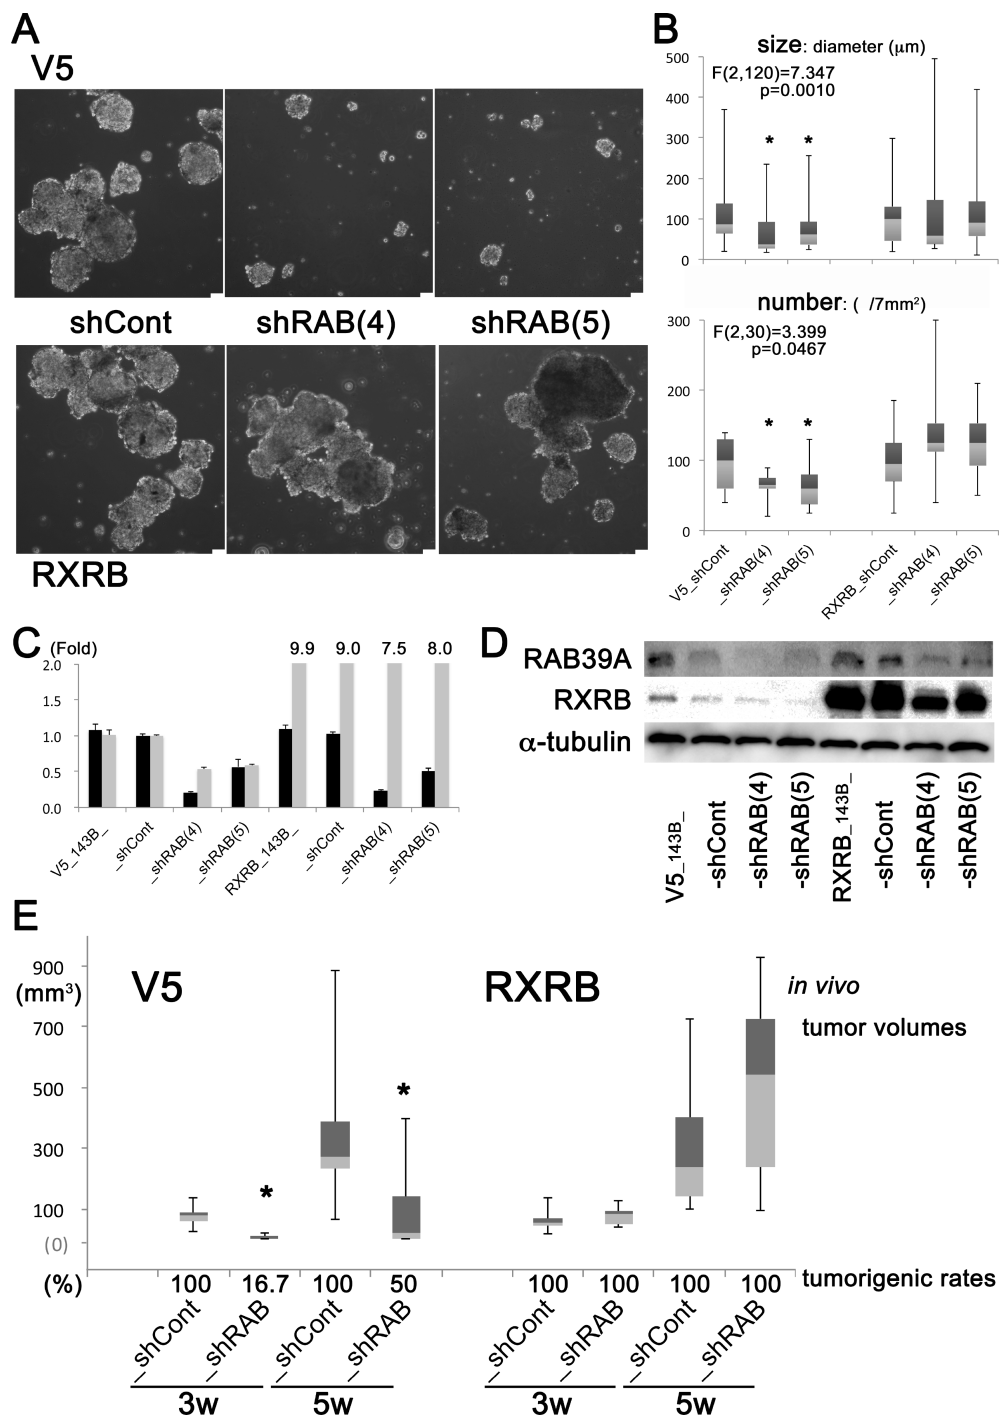 A
V5
shCont
shRAB(4)
shRAB(5)
RXRB
B
size: diameter (μm)
F(2,120)=7.347
p=0.0010
500
400
300
200
100
0
*
*
number: ( /7mm²)
F(2,30)=3.399
p=0.0467
300
200
100
0
*
*
V5_shCont
_shRAB(4)
_shRAB(5)
RXRB_shCont
_shRAB(4)
_shRAB(5)
C
(Fold)
9.9 9.0 7.5 8.0
2.0
1.5
1.0
0.5
0.0
V5_143B_
_shCont
_shRAB(4)
_shRAB(5)
RXRB_143B_
_shCont
_shRAB(4)
_shRAB(5)
D
RAB39A
RXRB
α-tubulin
V5_143B_
-shCont
-shRAB(4)
-shRAB(5)
RXRB_143B_
-shCont
-shRAB(4)
-shRAB(5)
E
V5
RXRB
in vivo
tumor volumes
900
(mm³)
700
500
300
100
(0)
*
*
(%) 100 16.7 100 50 100 100 100 100 tumorigenic rates
_shCont
_shRAB
_shCont
_shRAB
_shCont
_shRAB
_shCont
_shRAB
3w 5w 3w 5w